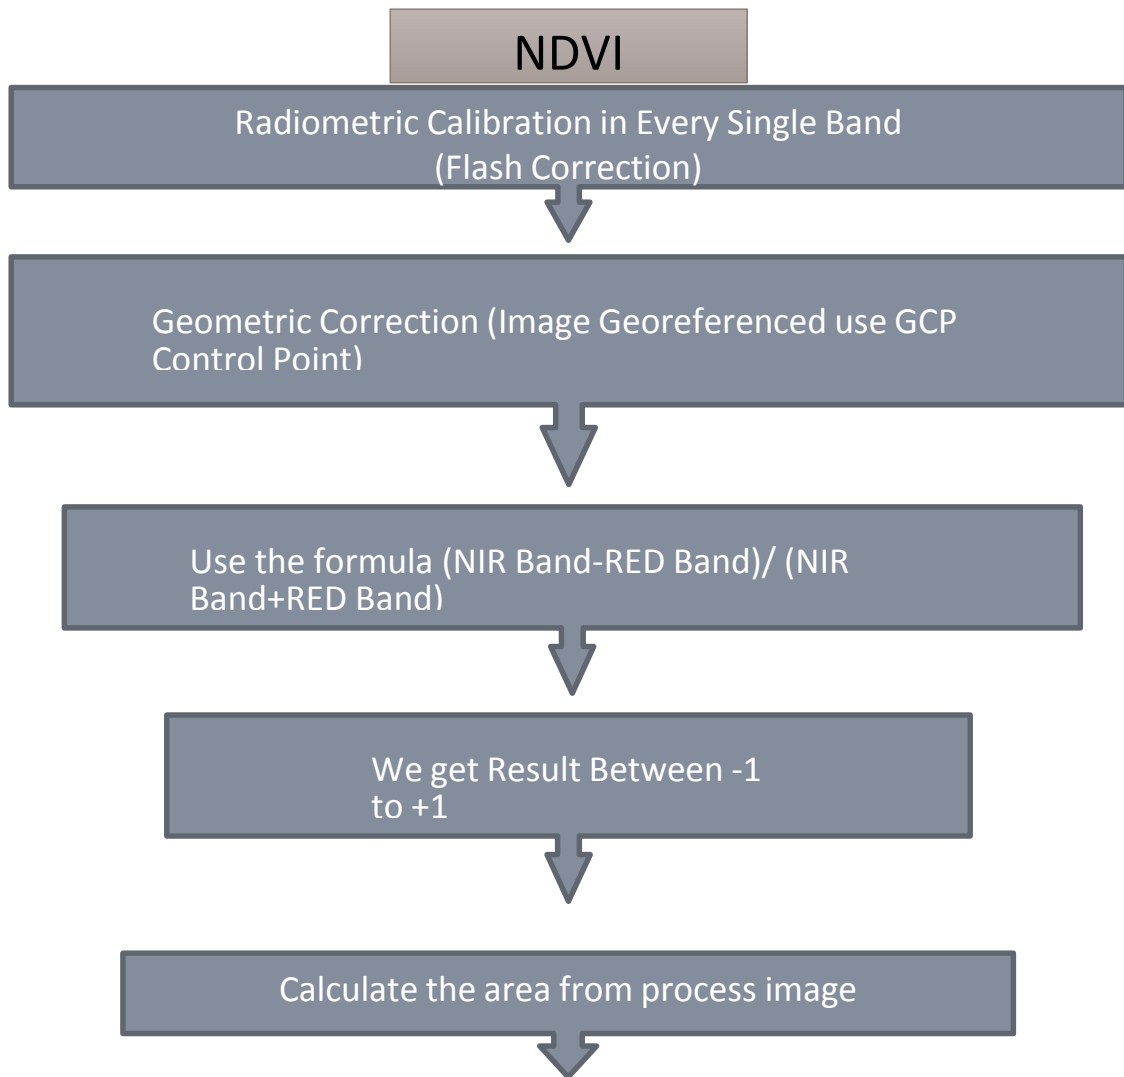 NDVI
Radiometric Calibration in Every Single Band
(Flash Correction)
Geometric Correction (Image Georeferenced use GCP
Control Point)
Use the formula (NIR Band-RED Band)/ (NIR
Band+RED Band)
We get Result Between -1
to +1
Calculate the area from process image